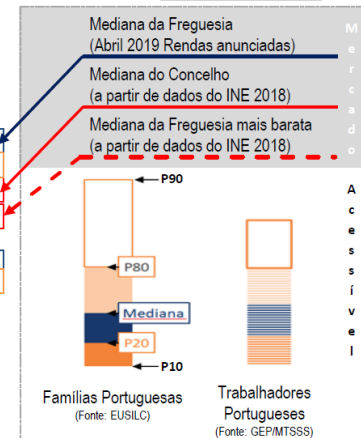 Mediana da Freguesia
(Abril 2019 Rendas anunciadas)
Mediana do Concelho
(a partir de dados do INE 2018)
Mediana da Freguesia mais barata
(a partir de dados do INE 2018)
Mercado
P90
P80
Mediana
P20
P10
Acessível
Famílias Portuguesas
(Fonte: EUSILC)
Trabalhadores
Portugueses
(Fonte: GEP/MTSSS)